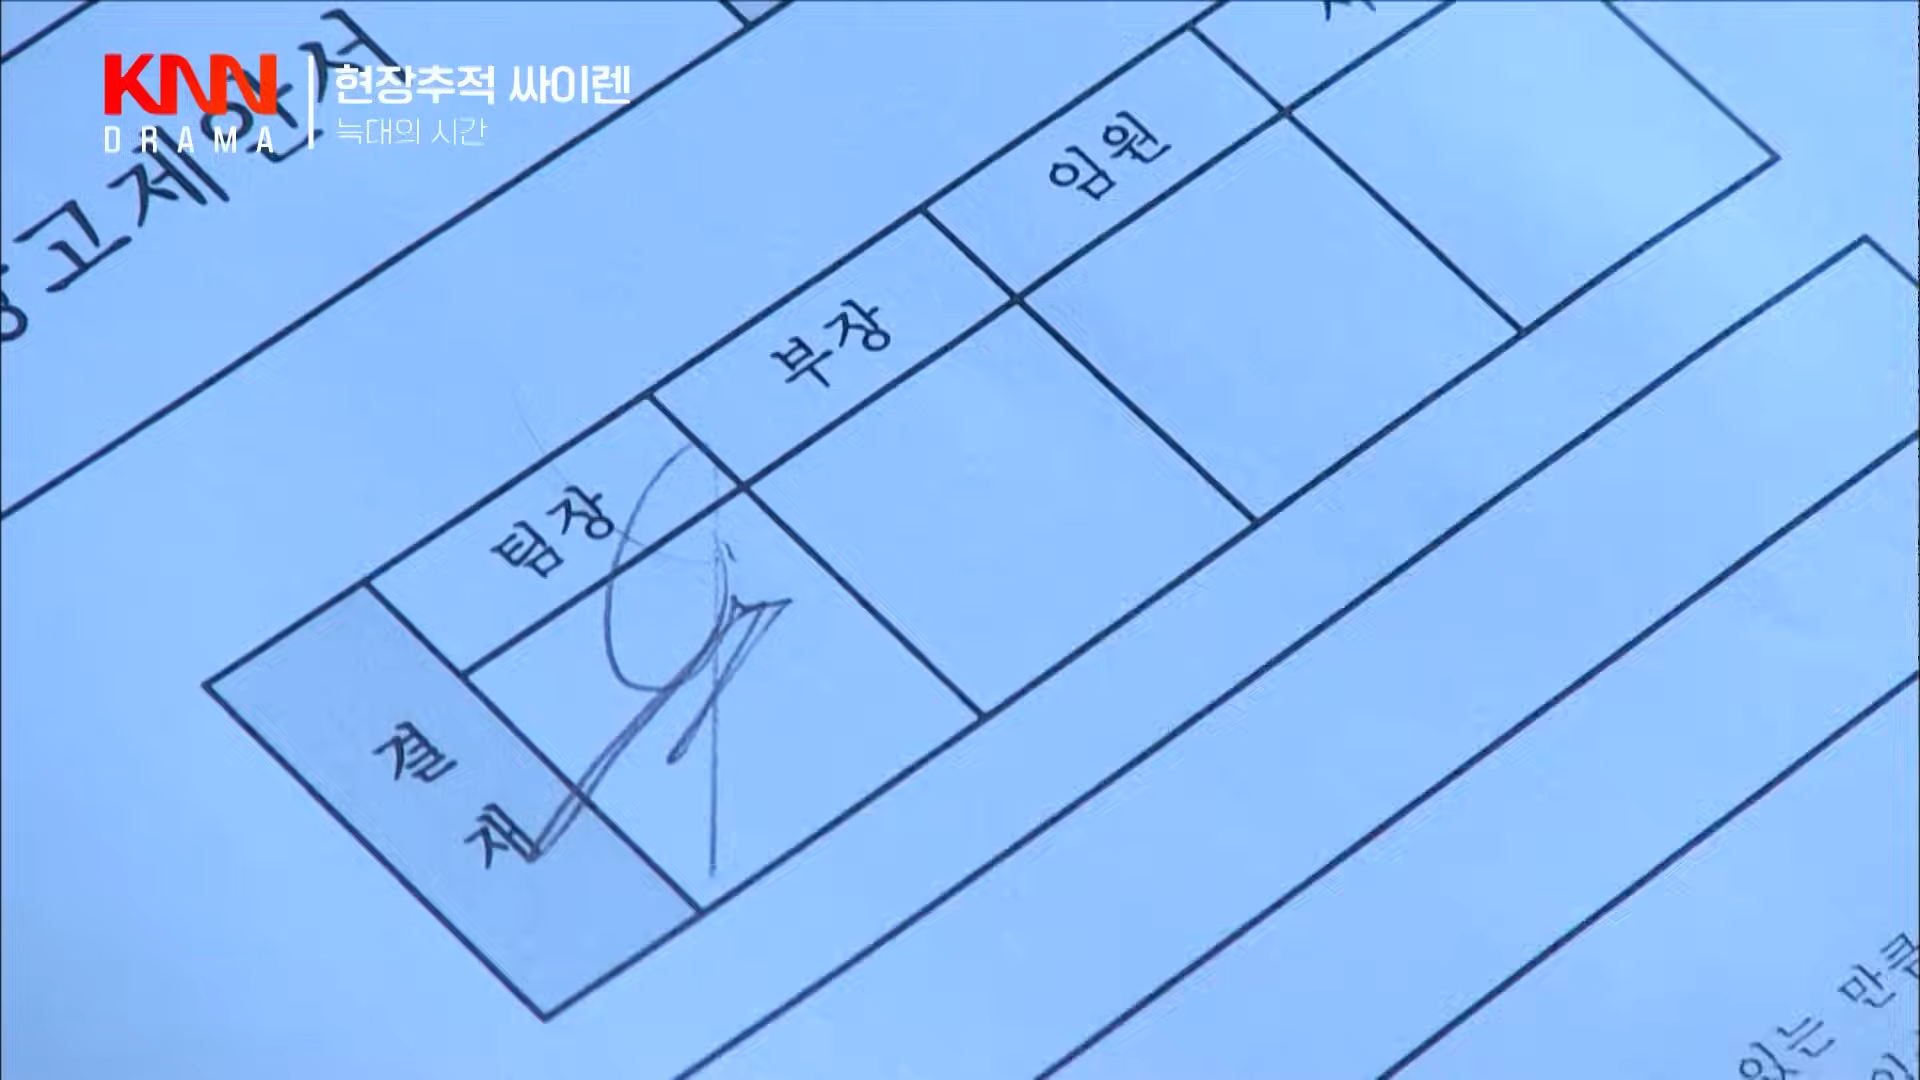 KNN
DRAMA
현장추적 싸이렌
늑대의 시간
고제안서
임원
부장
팀장
결재
있는 만큼